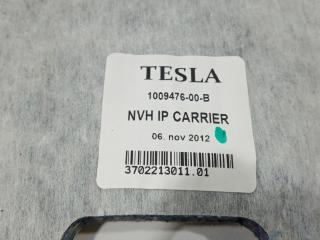 TESLA
1009476-00-B
NVH IP CARRIER
06. nov 2012
3702213011.01